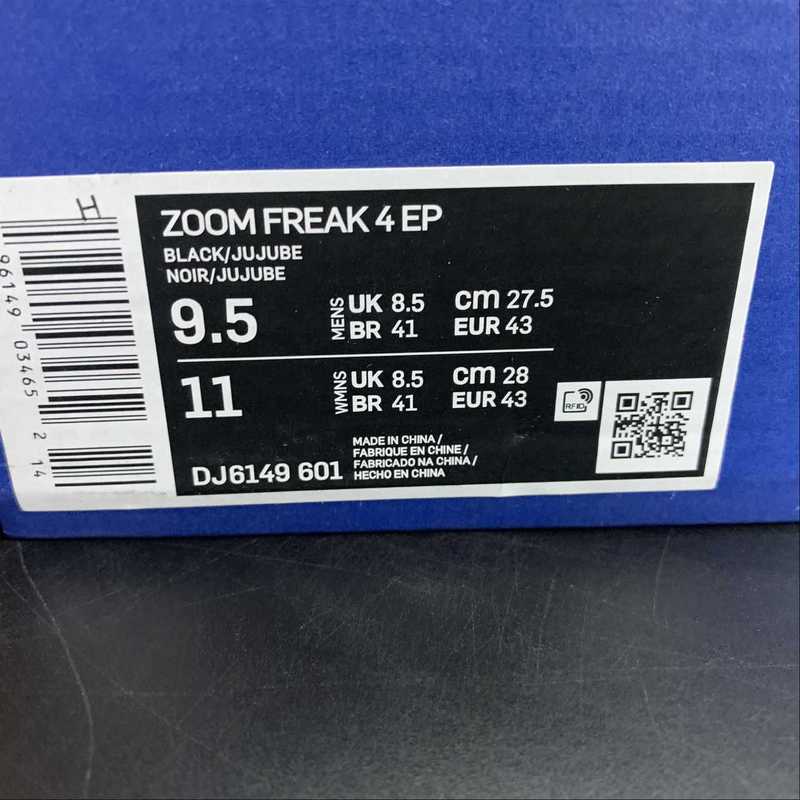 H
96149 03465 2 14
ZOOM FREAK 4 EP
BLACK/JUJUBE
NOIR/JUJUBE
9.5
MENS
UK 8.5 cm 27.5
BR 41 EUR 43
11
WMNS
UK 8.5 cm 28
BR 41 EUR 43
RFID
DJ6149 601
MADE IN CHINA /
FABRIQUE EN CHINE /
FABRICADO NA CHINA /
HECHO EN CHINA